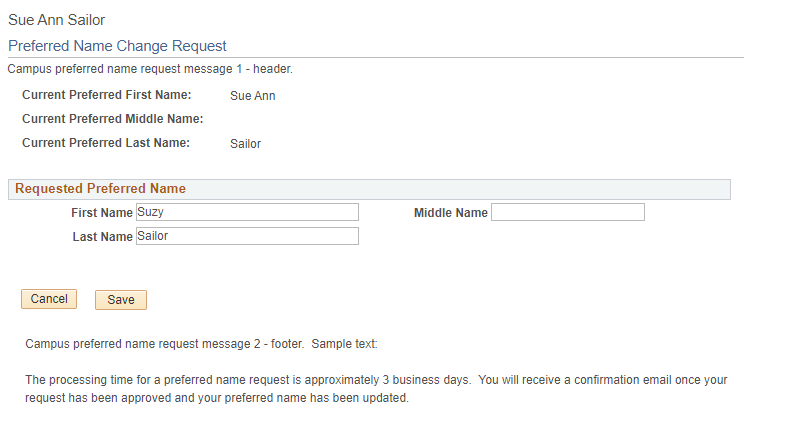 Sue Ann Sailor
Preferred Name Change Request
Campus preferred name request message 1 - header.
Current Preferred First Name: Sue Ann
Current Preferred Middle Name:
Current Preferred Last Name: Sailor
Requested Preferred Name
First Name Suzy Middle Name
Last Name Sailor
Cancel Save
Campus preferred name request message 2 - footer. Sample text:
The processing time for a preferred name request is approximately 3 business days. You will receive a confirmation email once your
request has been approved and your preferred name has been updated.